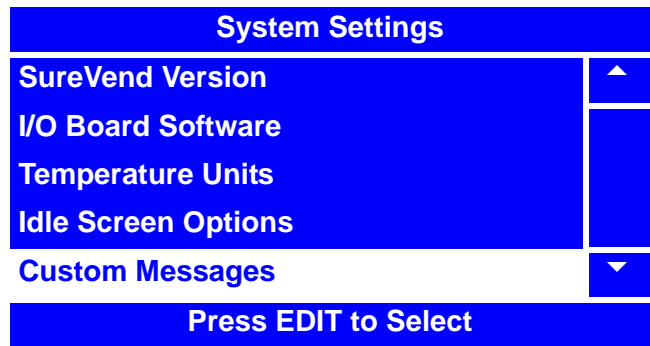 System Settings
SureVend Version
I/O Board Software
Temperature Units
Idle Screen Options
Custom Messages
Press EDIT to Select